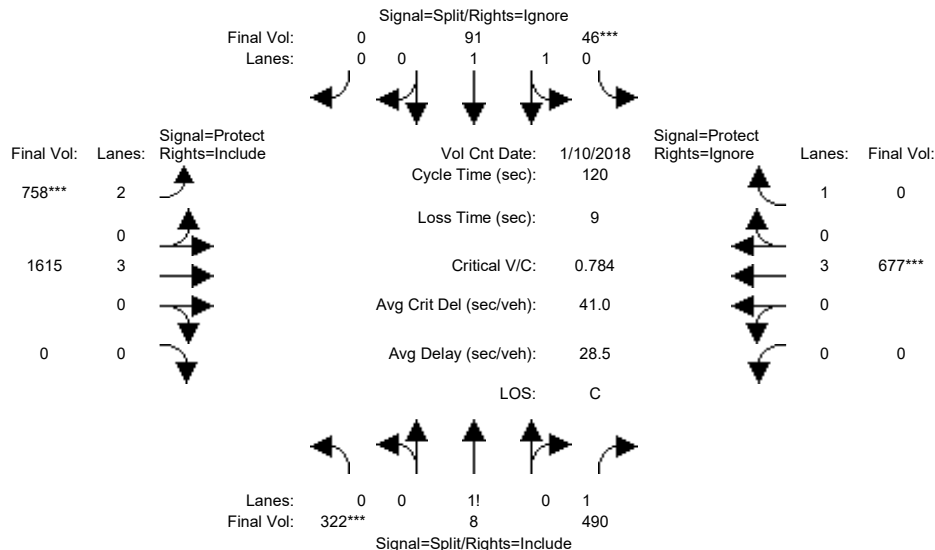 Signal=Split/Rights=Ignore
Final Vol: 0 91 46***
Lanes: 0 0 1 1 0
Signal=Protect
Final Vol: Lanes: Rights=Include
Vol Cnt Date: 1/10/2018
Signal=Protect
Rights=Ignore Lanes: Final Vol:
Cycle Time (sec): 120
758*** 2
1 0
Loss Time (sec): 9
0
0
1615 3
Critical V/C: 0.784
3 677***
0
Avg Crit Del (sec/veh): 41.0
0
0 0
Avg Delay (sec/veh): 28.5
0 0
LOS: C
Lanes: 0 0 1! 0 1
Final Vol: 322*** 8 490
Signal=Split/Rights=Include